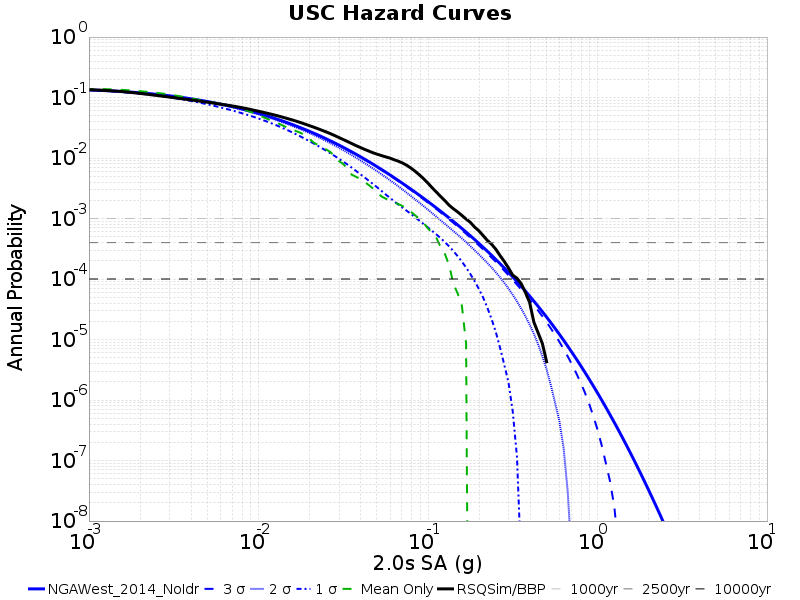 USC Hazard Curves
Annual Probability
10^0
10^-1
10^-2
10^-3
10^-4
10^-5
10^-6
10^-7
10^-8
10^-3 10^-2 10^-1 10^0 10^1
2.0s SA (g)
NGAWest_2014_NoIdr 3 σ 2 σ 1 σ Mean Only RSQSim/BBP 1000yr 2500yr 10000yr